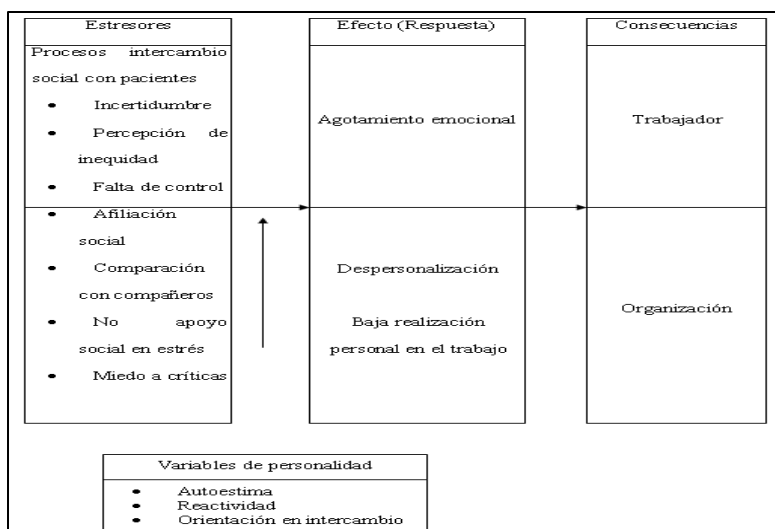 Estresores
Procesos intercambio
social con pacientes
• Incertidumbre
• Percepción de
inequidad
• Falta de control
• Afiliación
social
• Comparación
con compañeros
• No apoyo
social en estrés
• Miedo a críticas
Efecto (Respuesta)
Agotamiento emocional
Despersonalización
Baja realización
personal en el trabajo
Consecuencias
Trabajador
Organización
Variables de personalidad
• Autoestima
• Reactividad
• Orientación en intercambio